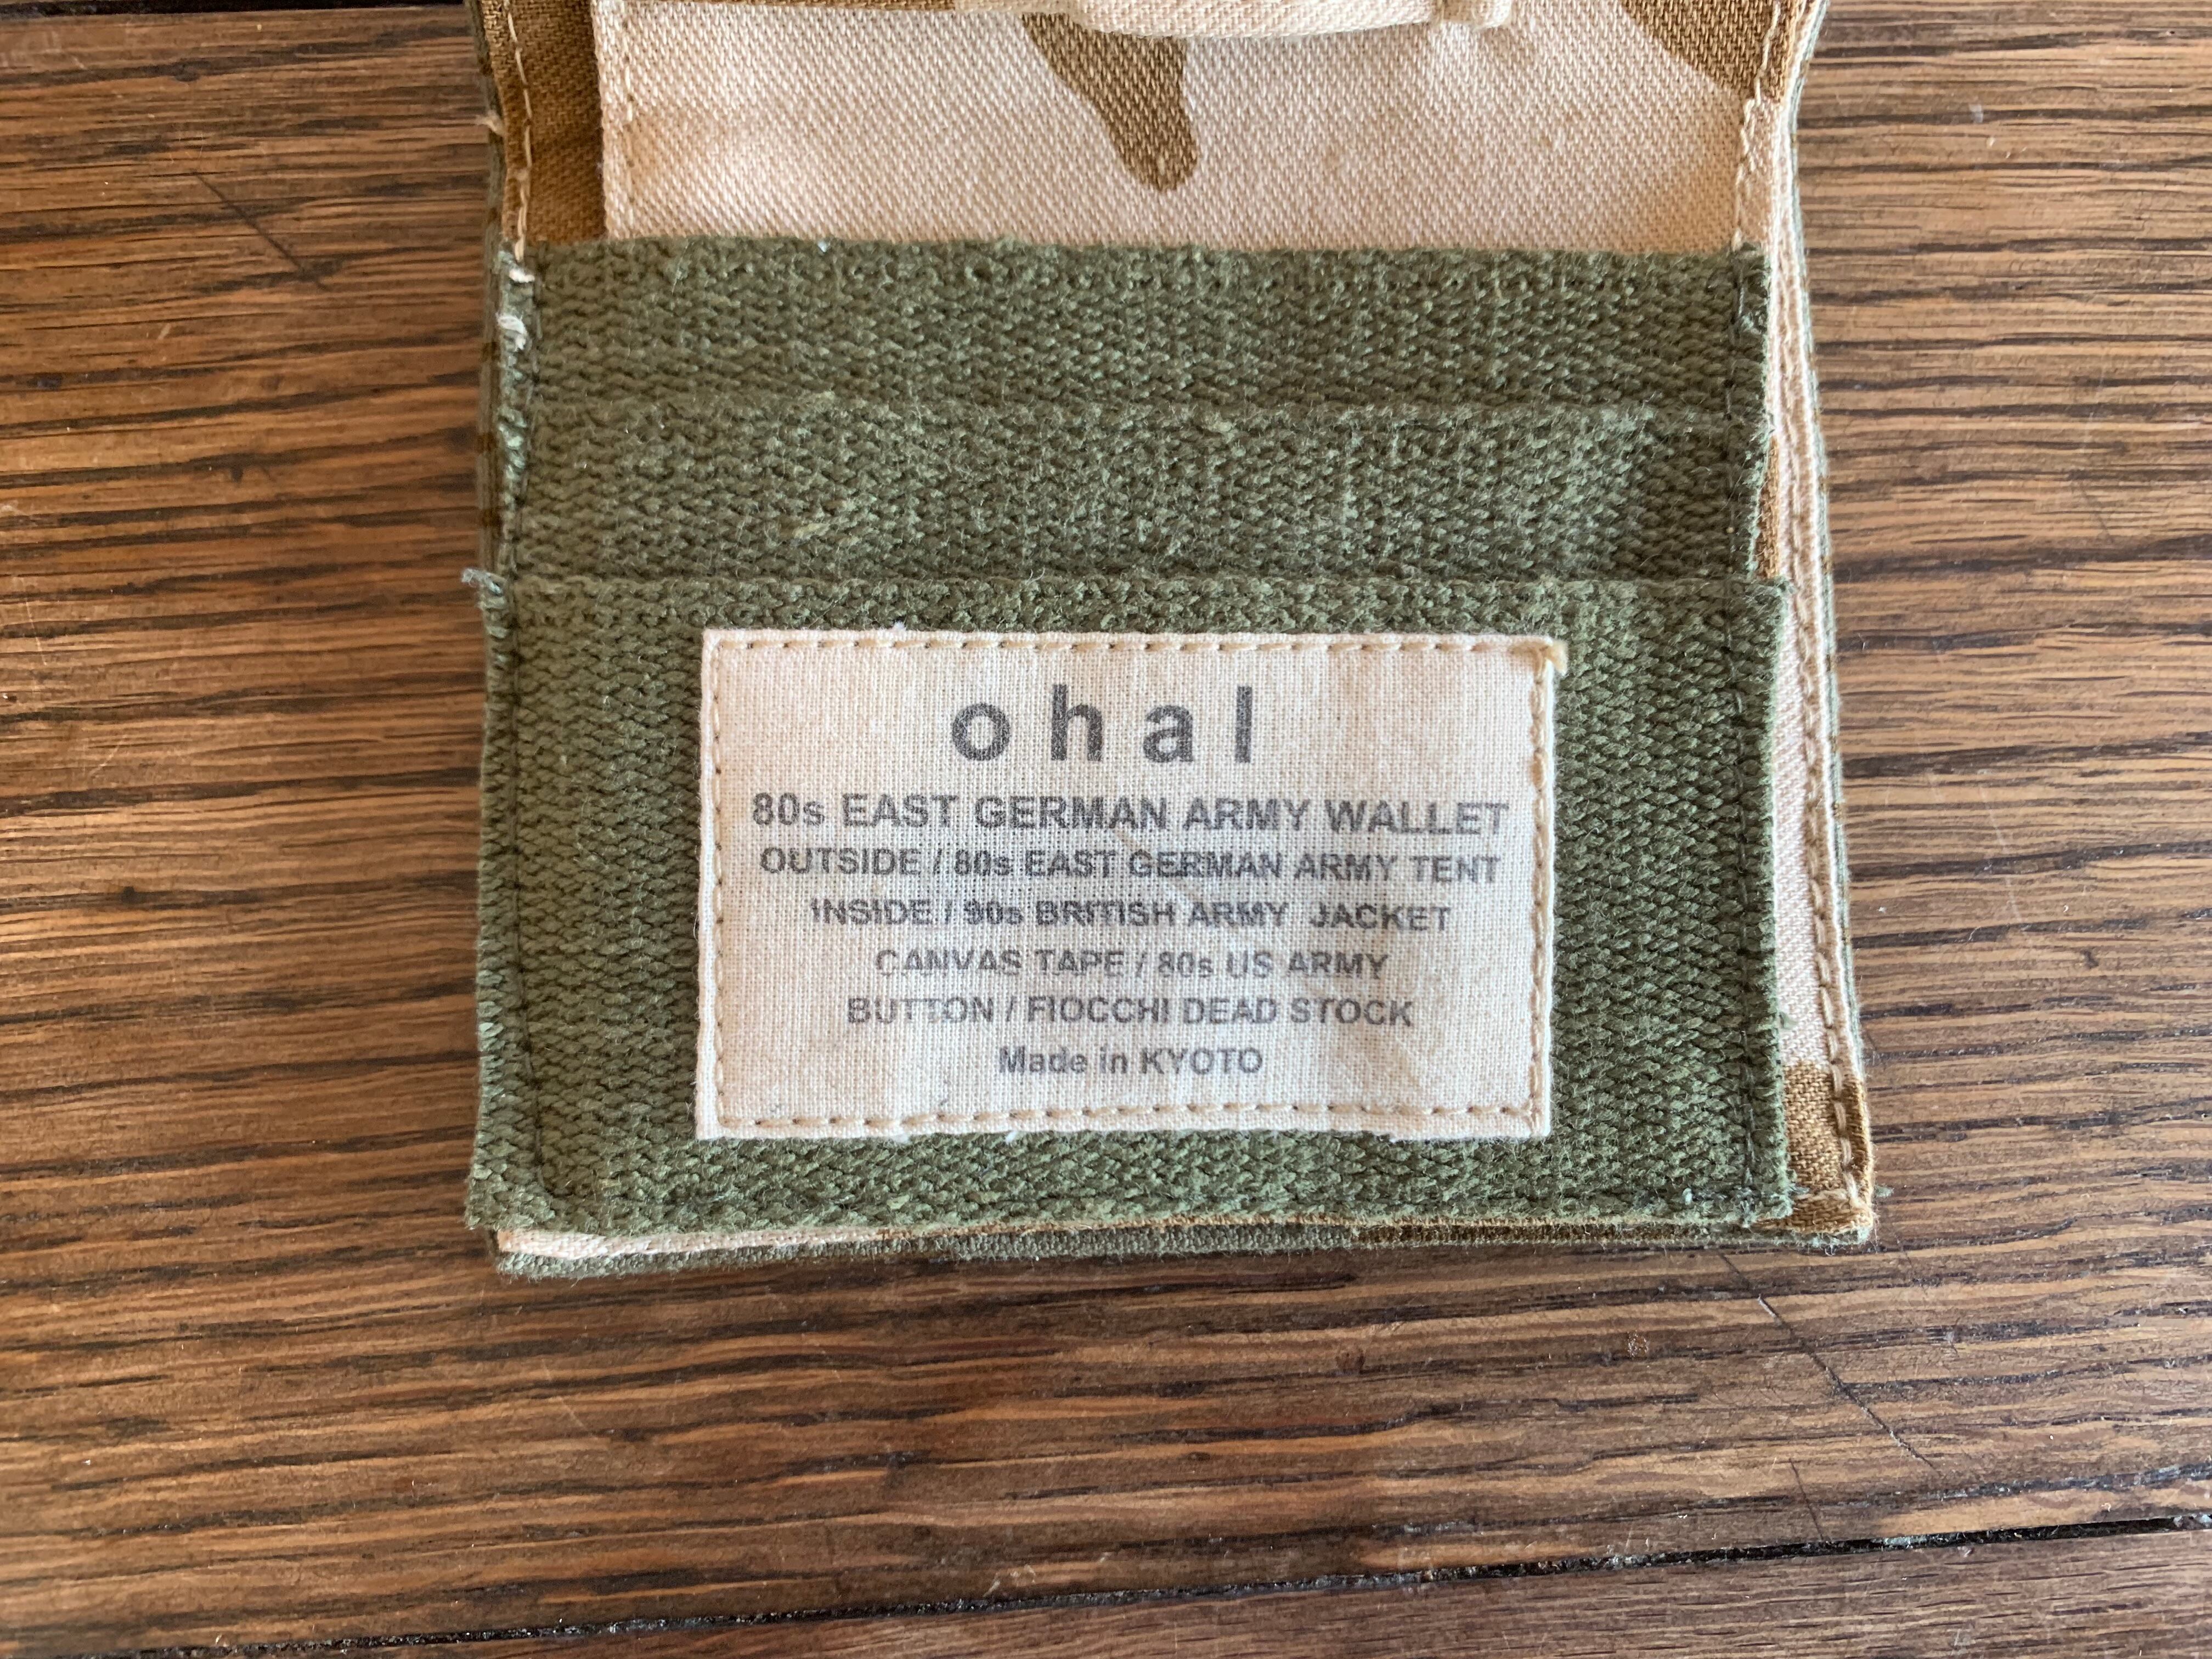 ohal
80s EAST GERMAN ARMY WALLET
OUTSIDE / 80s EAST GERMAN ARMY TENT
INSIDE / 90s BRITISH ARMY JACKET
CANVAS TAPE / 80s US ARMY
BUTTON / FIOCCHI DEAD STOCK
Made in KYOTO